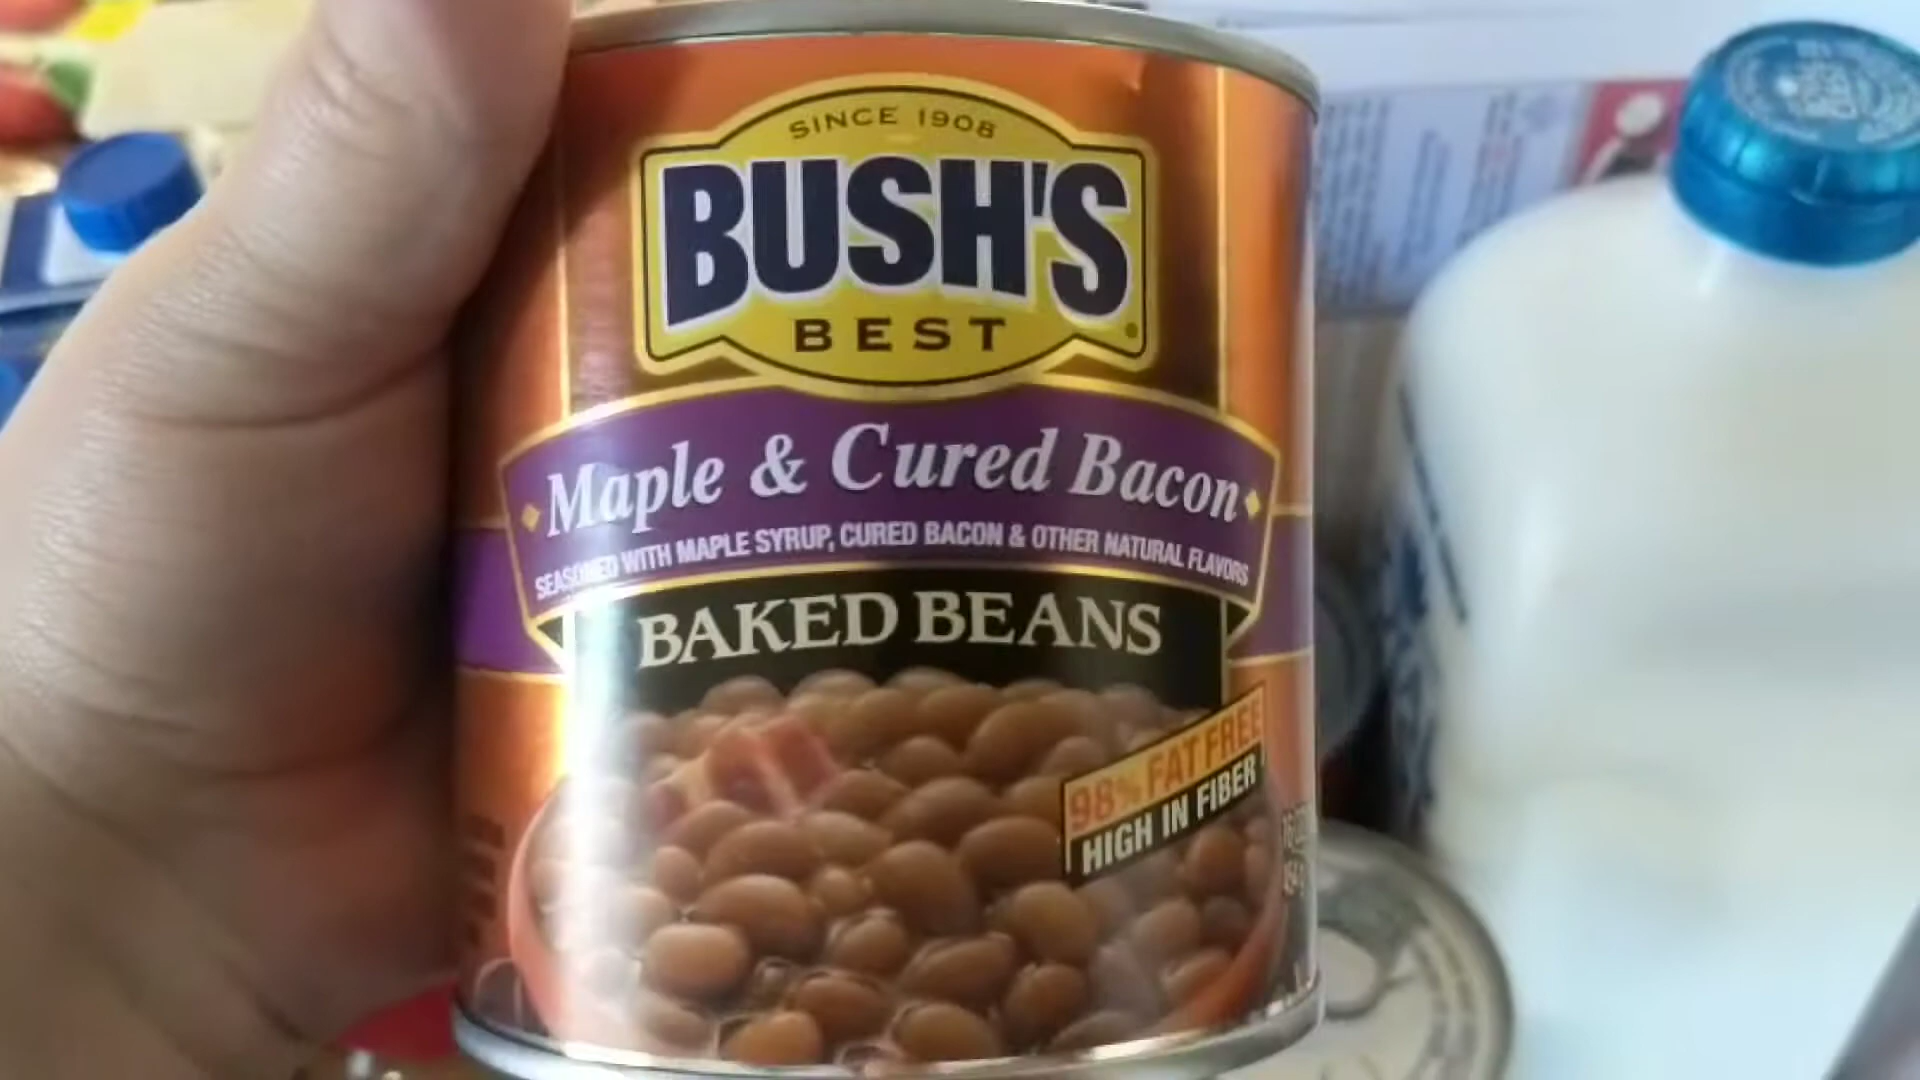 SINCE 1908
BUSH'S
BEST
Maple & Cured Bacon
SEASONED WITH MAPLE SYRUP, CURED BACON & OTHER NATURAL FLAVORS
BAKED BEANS
98% FAT FREE
HIGH IN FIBER